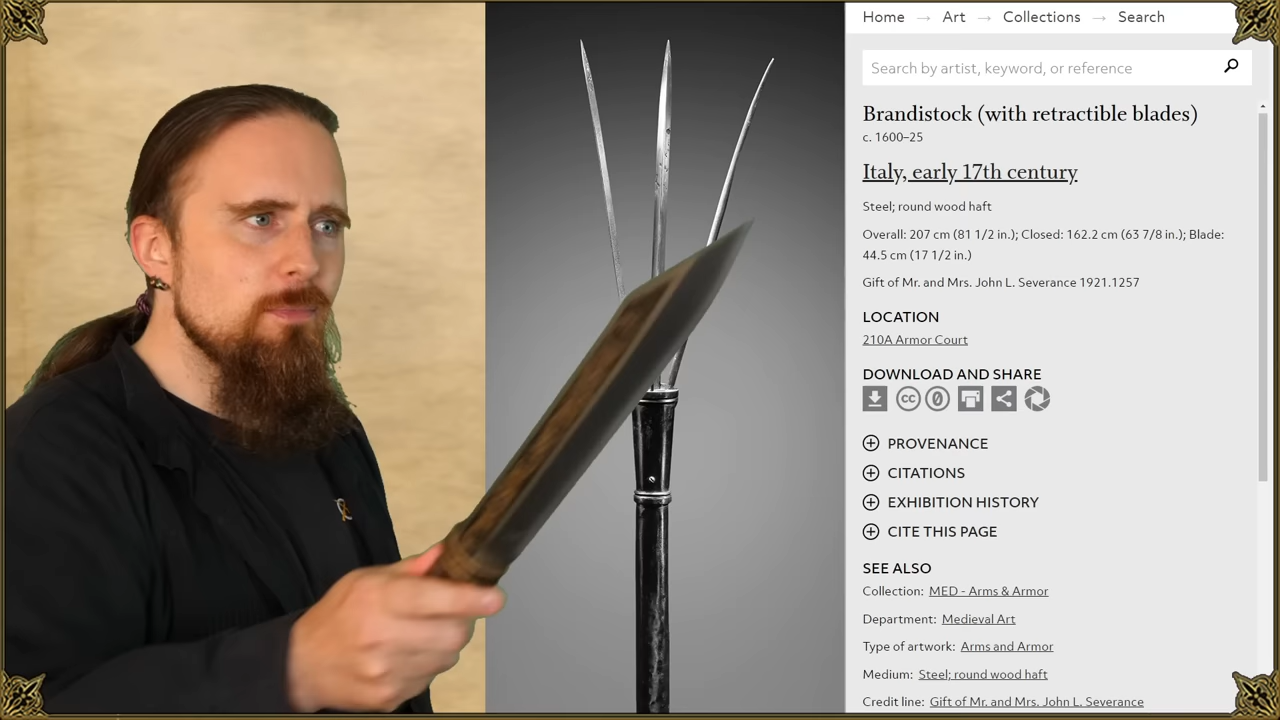 Home → Art → Collections → Search
Search by artist, keyword, or reference
Brandistock (with retractible blades)
c. 1600–25
Italy, early 17th century
Steel; round wood haft
Overall: 207 cm (81 1/2 in.); Closed: 162.2 cm (63 7/8 in.); Blade:
44.5 cm (17 1/2 in.)
Gift of Mr. and Mrs. John L. Severance 1921.1257
LOCATION
210A Armor Court
DOWNLOAD AND SHARE
cc 0
PROVENANCE
CITATIONS
EXHIBITION HISTORY
CITE THIS PAGE
SEE ALSO
Collection: MED - Arms & Armor
Department: Medieval Art
Type of artwork: Arms and Armor
Medium: Steel; round wood haft
Credit line: Gift of Mr. and Mrs. John L. Severance